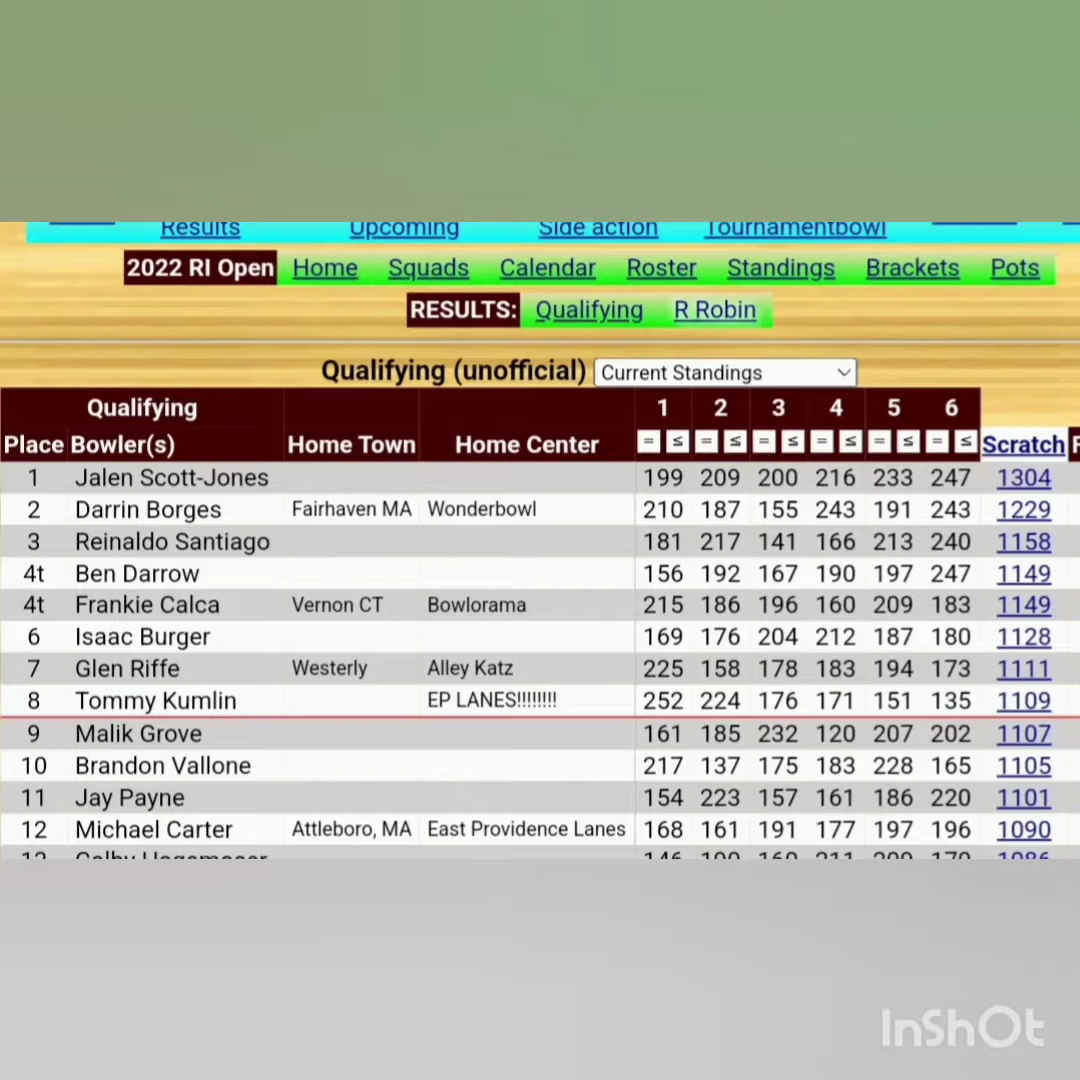 Results Upcoming Side action Tournamentbowl
2022 RI Open Home Squads Calendar Roster Standings Brackets Pots
RESULTS: Qualifying R Robin
Qualifying (unofficial) Current Standings
Qualifying 1 2 3 4 5 6
Place Bowler(s) Home Town Home Center = ≤ = ≤ = ≤ = ≤ = ≤ = ≤ Scratch
1 Jalen Scott-Jones 199 209 200 216 233 247 1304
2 Darrin Borges Fairhaven MA Wonderbowl 210 187 155 243 191 243 1229
3 Reinaldo Santiago 181 217 141 166 213 240 1158
4t Ben Darrow 156 192 167 190 197 247 1149
4t Frankie Calca Vernon CT Bowlorama 215 186 196 160 209 183 1149
6 Isaac Burger 169 176 204 212 187 180 1128
7 Glen Riffe Westerly Alley Katz 225 158 178 183 194 173 1111
8 Tommy Kumlin EP LANES!!!!!!!! 252 224 176 171 151 135 1109
9 Malik Grove 161 185 232 120 207 202 1107
10 Brandon Vallone 217 137 175 183 228 165 1105
11 Jay Payne 154 223 157 161 186 220 1101
12 Michael Carter Attleboro, MA East Providence Lanes 168 161 191 177 197 196 1090
InShOt